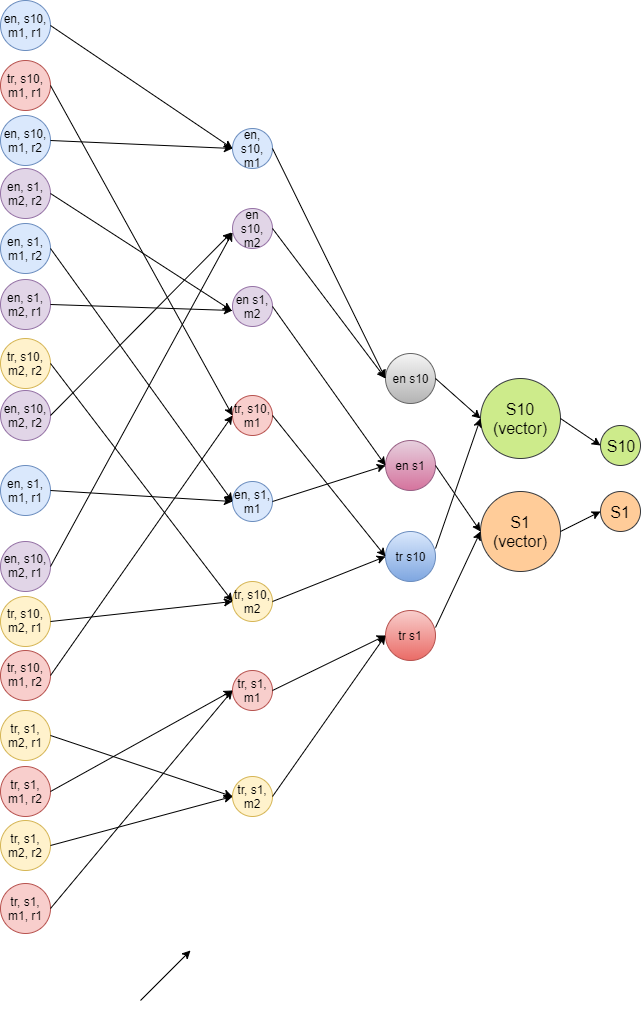 en, s10,
m1, r1
tr, s10,
m1, r1
en, s10,
m1, r2
en, s1,
m2, r2
en, s1,
m1, r2
en, s1,
m2, r1
tr, s10,
m2, r2
en, s10,
m2, r2
en, s1,
m1, r1
en, s10,
m2, r1
tr, s10,
m2, r1
tr, s10,
m1, r2
tr, s1,
m2, r1
tr, s1,
m1, r2
tr, s1,
m2, r2
tr, s1,
m1, r1
en,
s10,
m1
en
s10,
m2
en s1,
m2
tr, s10,
m1
en, s1,
m1
tr, s10,
m2
tr, s1,
m1
tr, s1,
m2
en s10
en s1
tr s10
tr s1
S10
(vector)
S1
(vector)
S10
S1